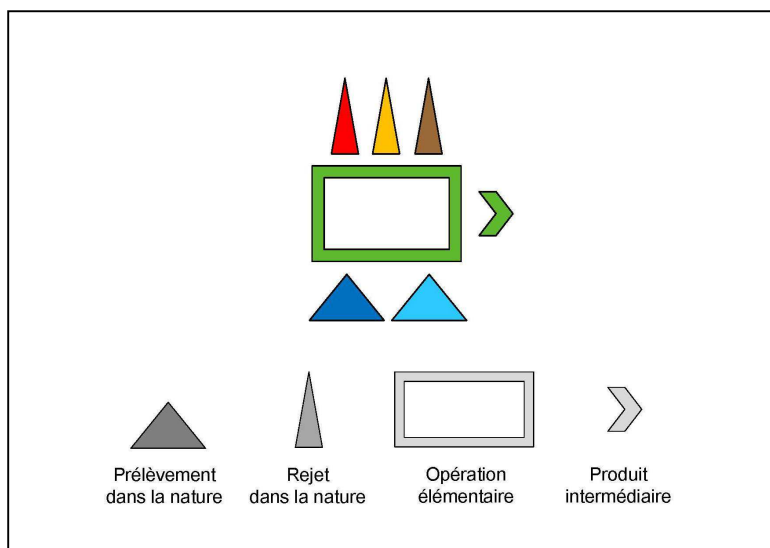 Prélèvement
dans la nature
Rejet
dans la nature
Opération
élémentaire
Produit
intermédiaire